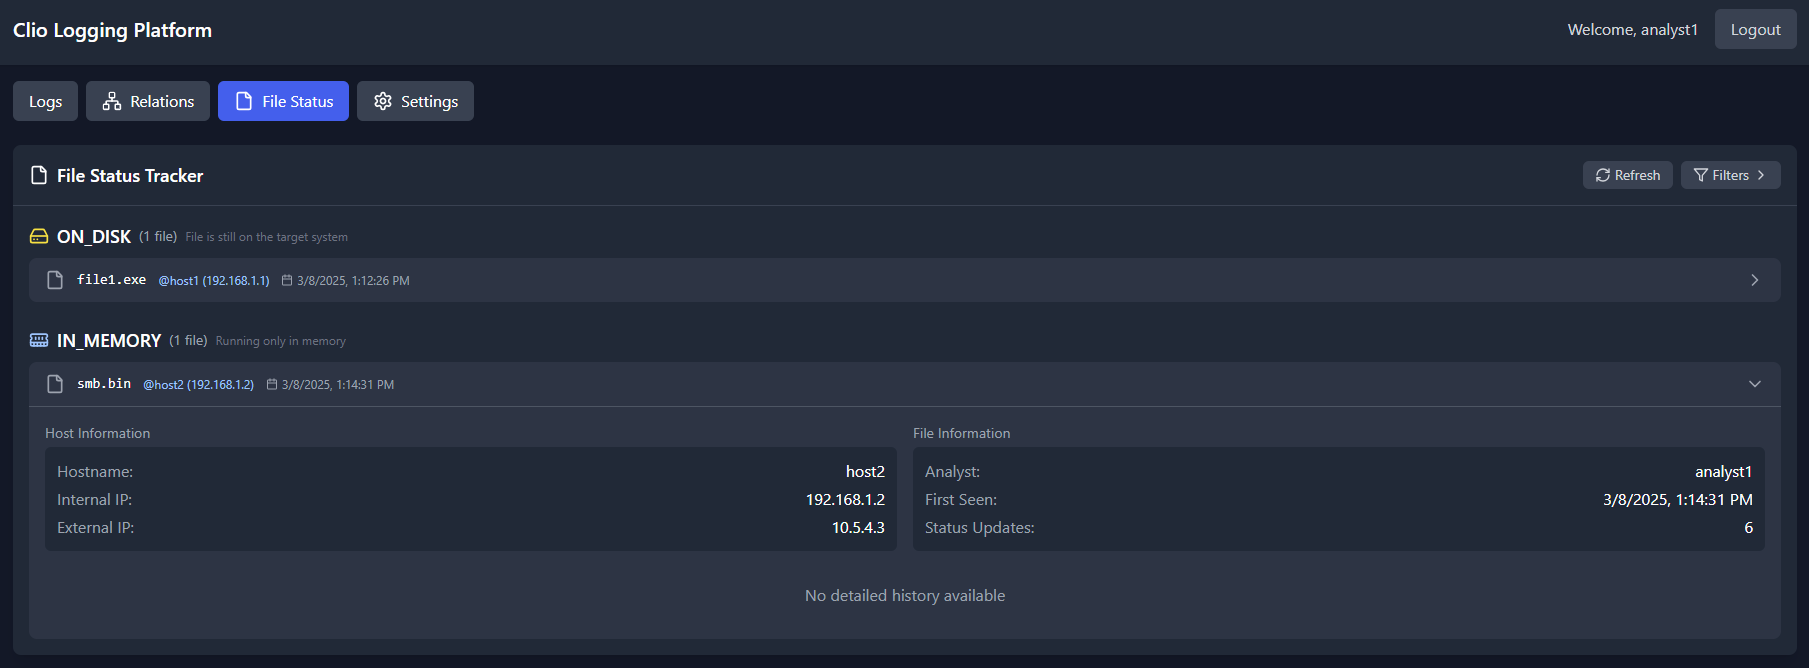 Clio Logging Platform
Welcome, analyst1
Logout
Logs
Relations
File Status
Settings
File Status Tracker
Refresh
Filters
ON_DISK (1 file) File is still on the target system
file1.exe @host1 (192.168.1.1) 3/8/2025, 1:12:26 PM
IN_MEMORY (1 file) Running only in memory
smb.bin @host2 (192.168.1.2) 3/8/2025, 1:14:31 PM
Host Information
Hostname: host2
Internal IP: 192.168.1.2
External IP: 10.5.4.3
File Information
Analyst: analyst1
First Seen: 3/8/2025, 1:14:31 PM
Status Updates: 6
No detailed history available